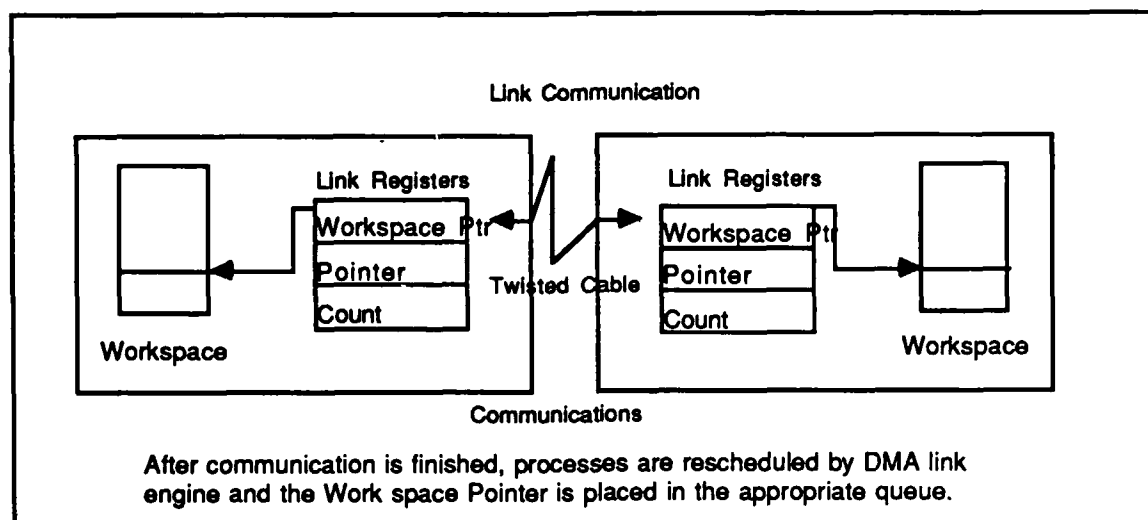 Link Communication
Link Registers
Workspace Ptr
Pointer
Count
Workspace
Twisted Cable
Link Registers
Workspace Ptr
Pointer
Count
Workspace
Communications
After communication is finished, processes are rescheduled by DMA link
engine and the Work space Pointer is placed in the appropriate queue.